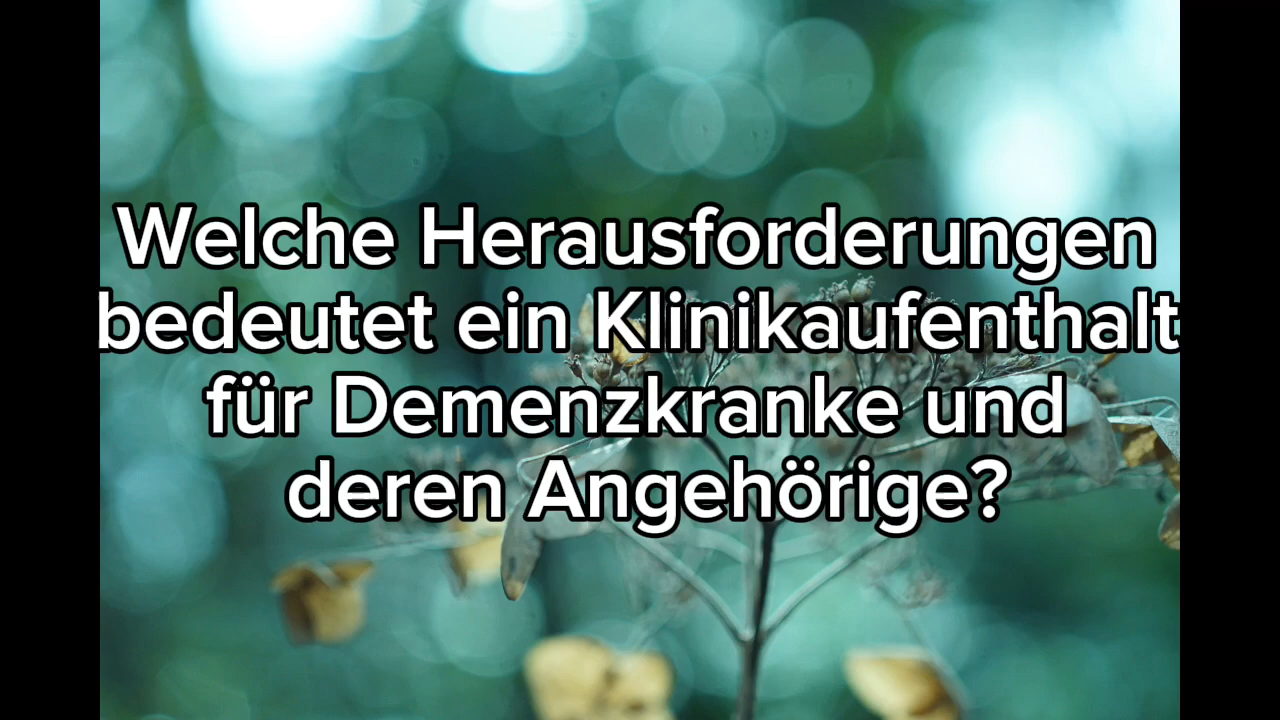 Welche Herausforderungen
bedeutet ein Klinikaufenthalt
für Demenzkranke und
deren Angehörige?